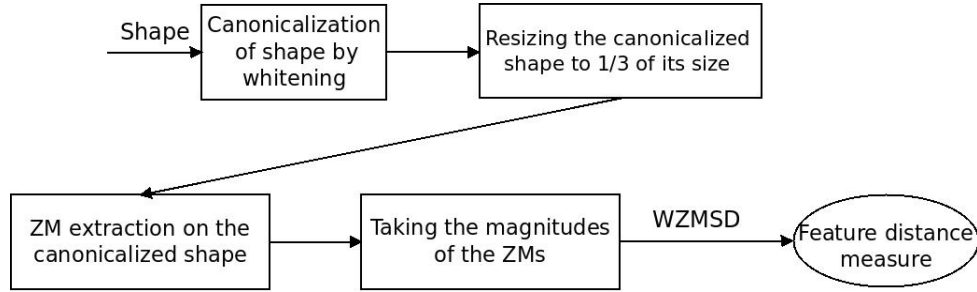 Shape
Canonicalization
of shape by
whitening
Resizing the canonicalized
shape to 1/3 of its size
ZM extraction on the
canonicalized shape
Taking the magnitudes
of the ZMs
WZMSD
Feature distance
measure